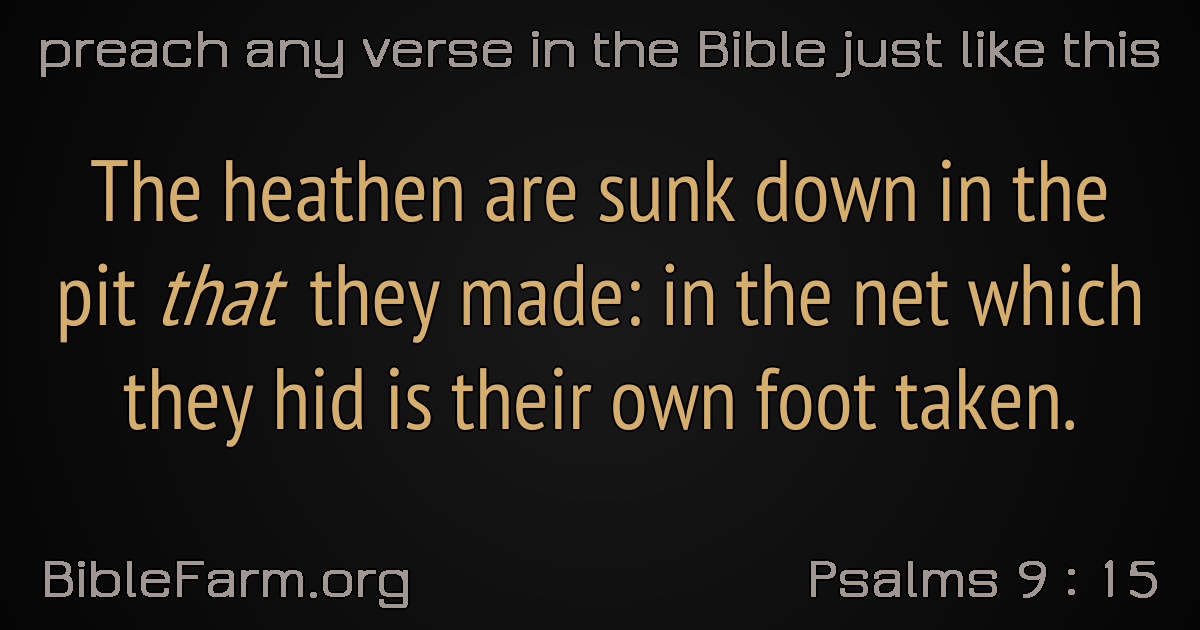 preach any verse in the Bible just like this
The heathen are sunk down in the
pit that they made: in the net which
they hid is their own foot taken.
BibleFarm.org
Psalms 9 : 15